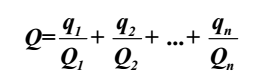 Q = q₁/Q₁ + q₂/Q₂ + ... + qₙ/Qₙ